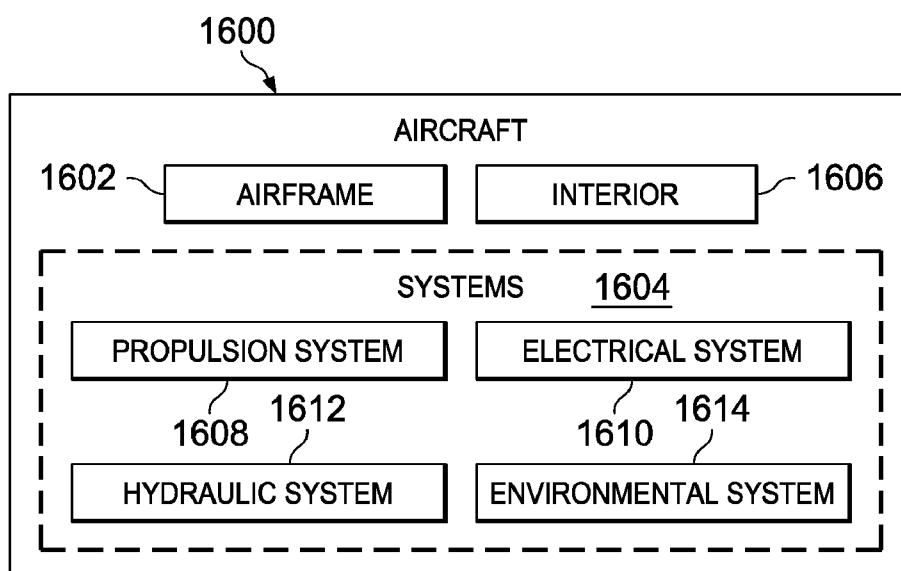 1600
AIRCRAFT
1602 AIRFRAME INTERIOR 1606
SYSTEMS 1604
PROPULSION SYSTEM ELECTRICAL SYSTEM
1608 1612 1610 1614
HYDRAULIC SYSTEM ENVIRONMENTAL SYSTEM